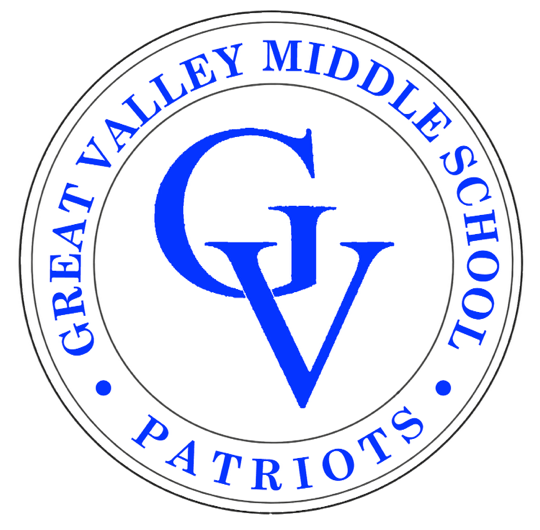 GREAT VALLEY MIDDLE SCHOOL
GV
• PATRIOTS •